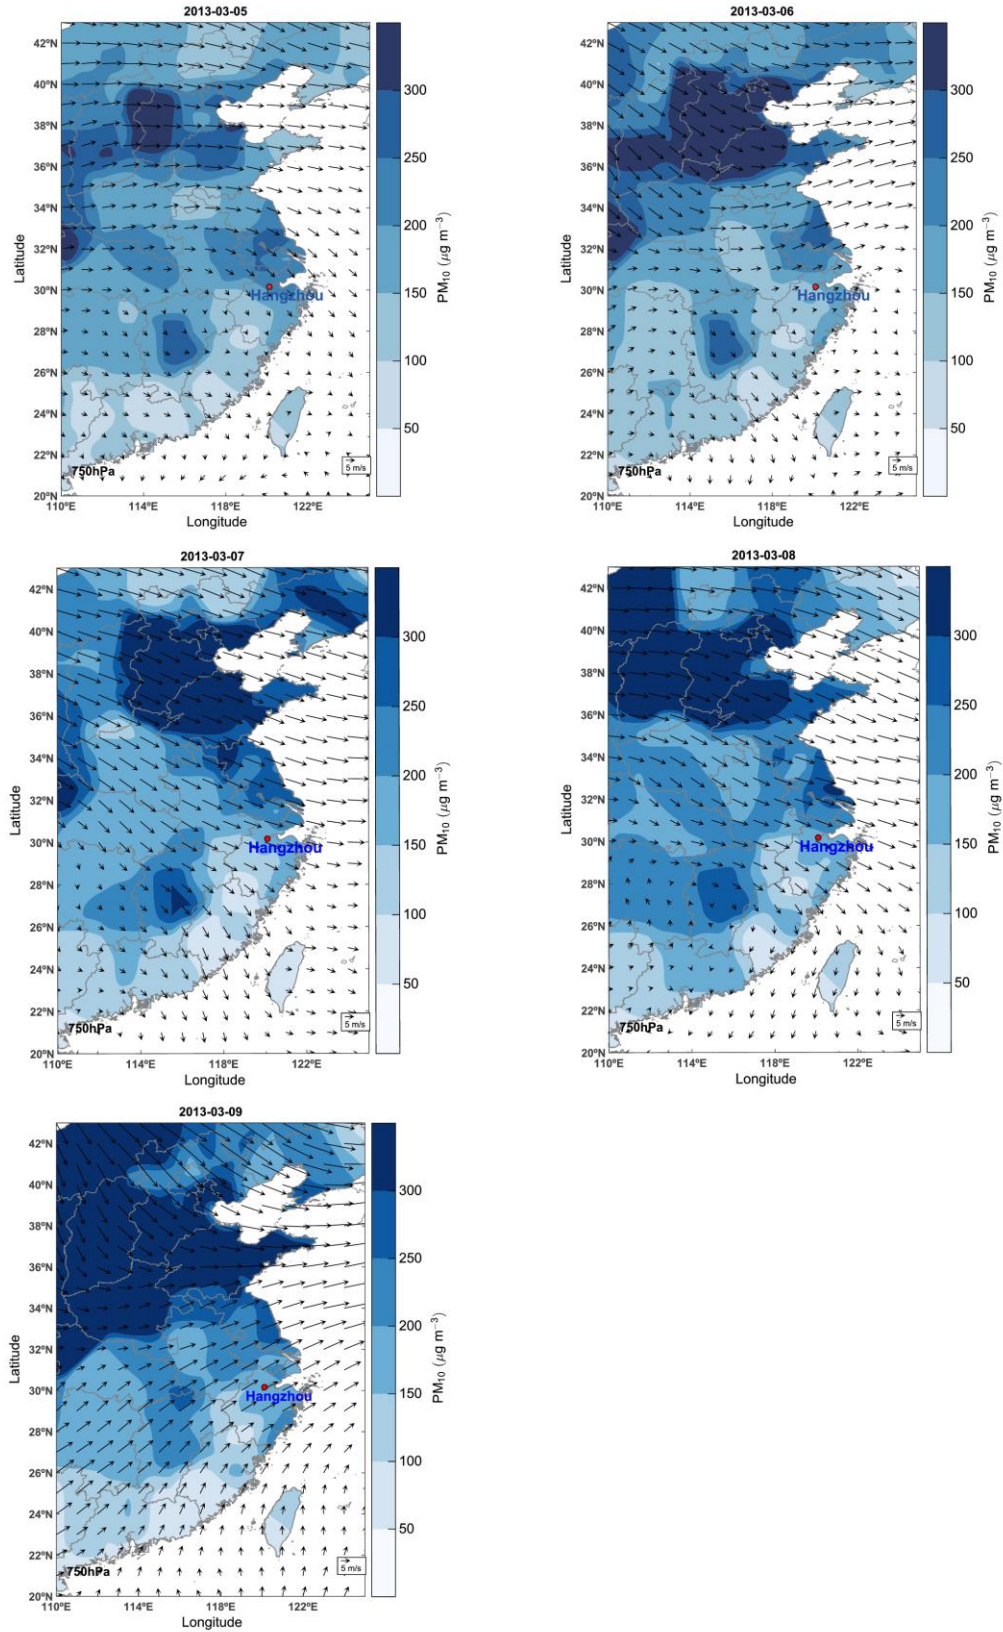 2013-03-05
42°N
40°N
38°N
36°N
34°N
32°N
30°N
28°N
26°N
24°N
22°N
20°N
Latitude
Hangzhou
750hPa
5 m/s
110°E
114°E
118°E
122°E
Longitude
300
250
200
150
100
50
PM₁₀ (μg m⁻³)
2013-03-06
42°N
40°N
38°N
36°N
34°N
32°N
30°N
28°N
26°N
24°N
22°N
20°N
Latitude
Hangzhou
750hPa
5 m/s
110°E
114°E
118°E
122°E
Longitude
300
250
200
150
100
50
PM₁₀ (μg m⁻³)
2013-03-07
42°N
40°N
38°N
36°N
34°N
32°N
30°N
28°N
26°N
24°N
22°N
20°N
Latitude
Hangzhou
750hPa
5 m/s
110°E
114°E
118°E
122°E
Longitude
300
250
200
150
100
50
PM₁₀ (μg m⁻³)
2013-03-08
42°N
40°N
38°N
36°N
34°N
32°N
30°N
28°N
26°N
24°N
22°N
20°N
Latitude
Hangzhou
750hPa
5 m/s
110°E
114°E
118°E
122°E
Longitude
300
250
200
150
100
50
PM₁₀ (μg m⁻³)
2013-03-09
42°N
40°N
38°N
36°N
34°N
32°N
30°N
28°N
26°N
24°N
22°N
20°N
Latitude
Hangzhou
750hPa
5 m/s
110°E
114°E
118°E
122°E
Longitude
300
250
200
150
100
50
PM₁₀ (μg m⁻³)